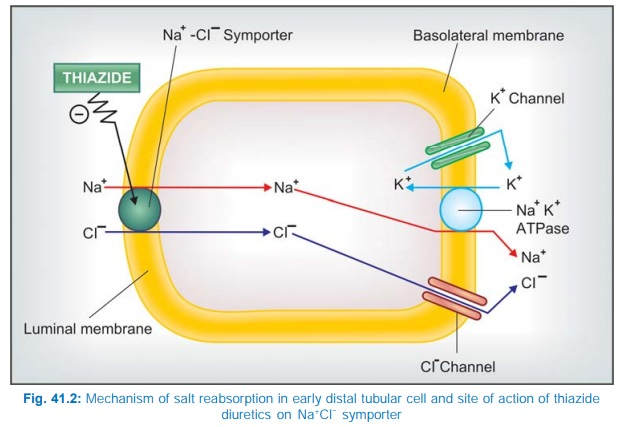 Na⁺ -Cl⁻ Symporter
Basolateral membrane
THIAZIDE
K⁺ Channel
⊖
Na⁺
Na⁺
K⁺
K⁺
Na⁺ K⁺
ATPase
Cl⁻
Cl⁻
Na⁺
Cl⁻
Luminal membrane
Cl⁻Channel
Fig. 41.2: Mechanism of salt reabsorption in early distal tubular cell and site of action of thiazide
diuretics on Na⁺Cl⁻ symporter